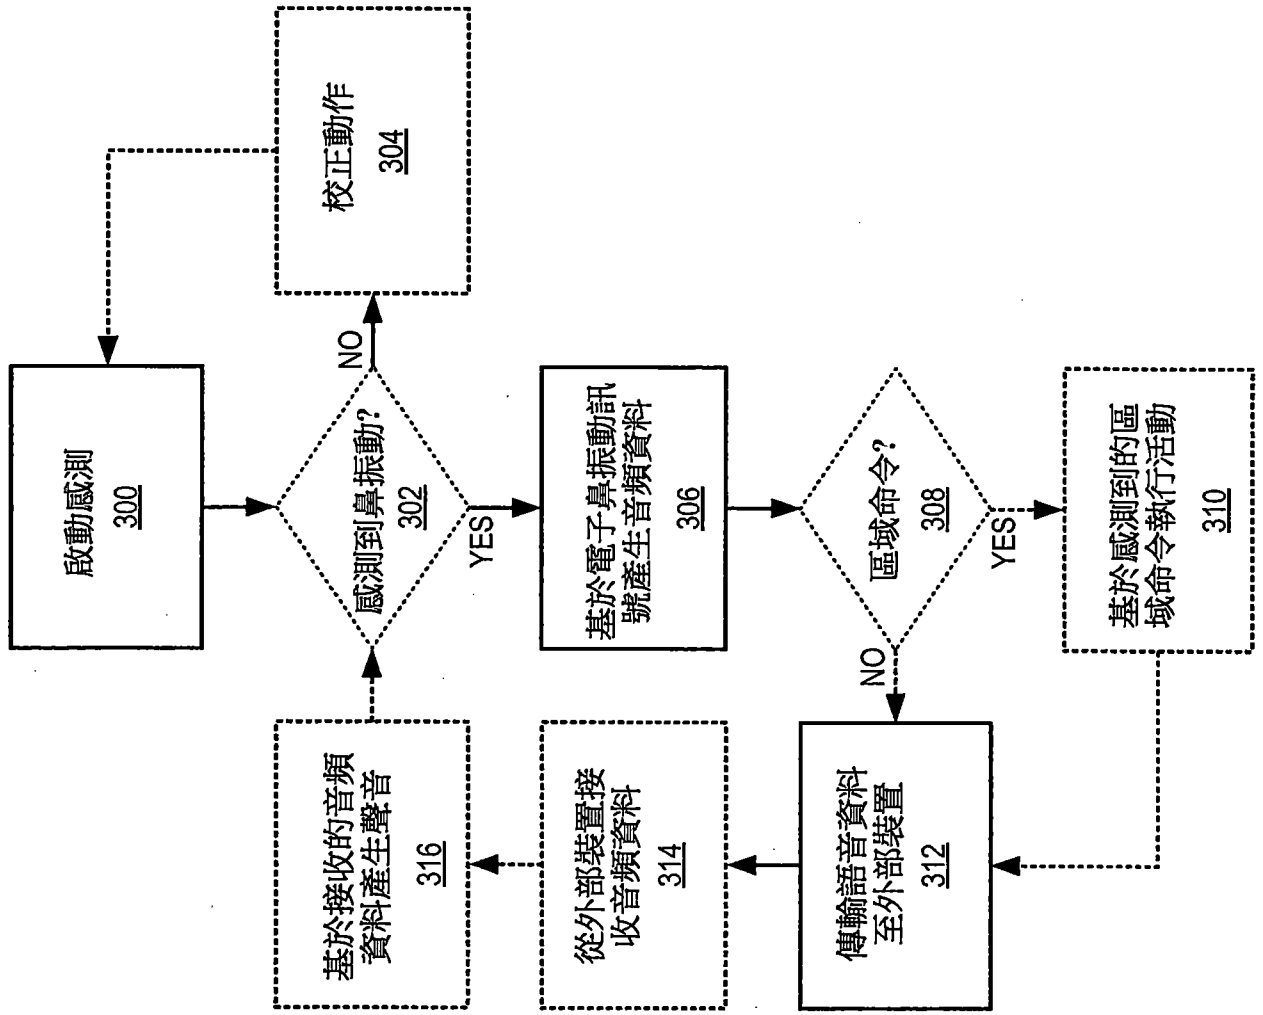 啟動感測
300
感測到鼻振動?
302
NO
校正動作
304
YES
基於電子鼻振動訊
號產生音頻資料
306
區域命令?
308
YES
基於感測到的區
域命令執行活動
310
NO
傳輸語音資料
至外部裝置
312
從外部裝置接
收音頻資料
314
基於接收的音頻
資料產生聲音
316